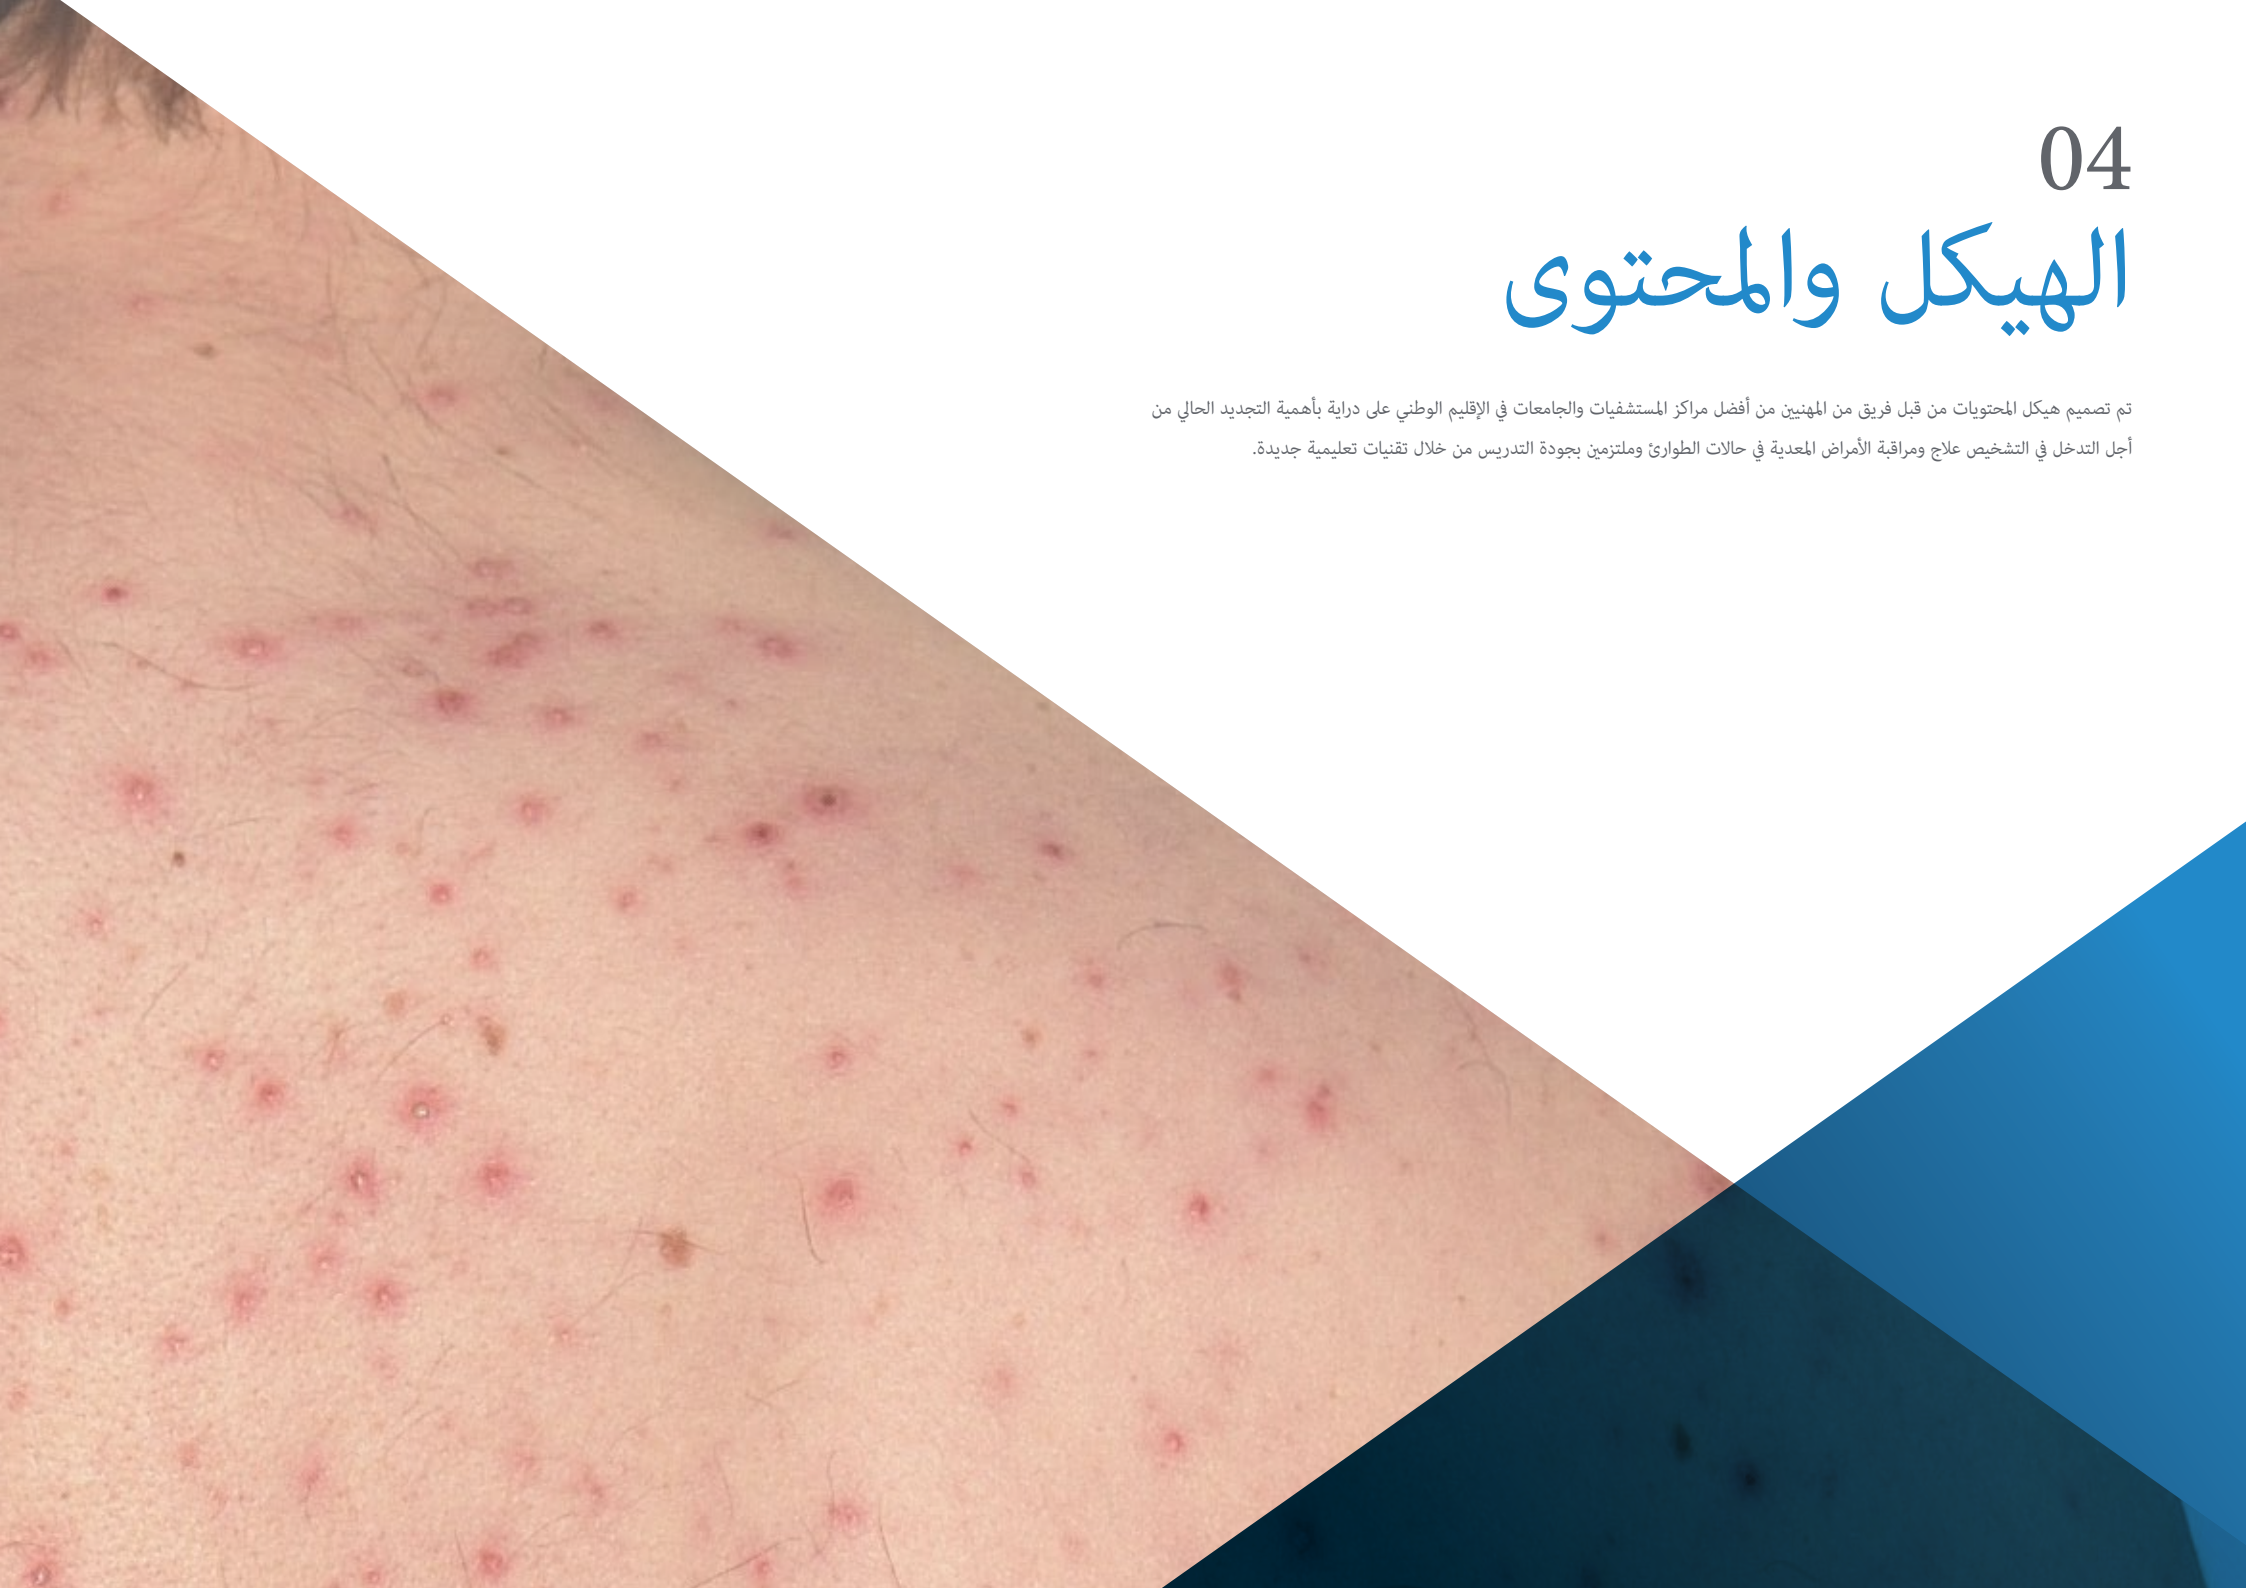 04
الهيكل والمحتوى
تم تصميم هيكل المحتويات من قبل فريق من المهنيين من أفضل مراكز المستشفيات والجامعات في الإقليم الوطني على دراية بأهمية التجديد الحالي من
أجل التدخل في التشخيص علاج ومراقبة الأمراض المعدية في حالات الطوارئ وملتزمين بجودة التدريس من خلال تقنيات تعليمية جديدة.